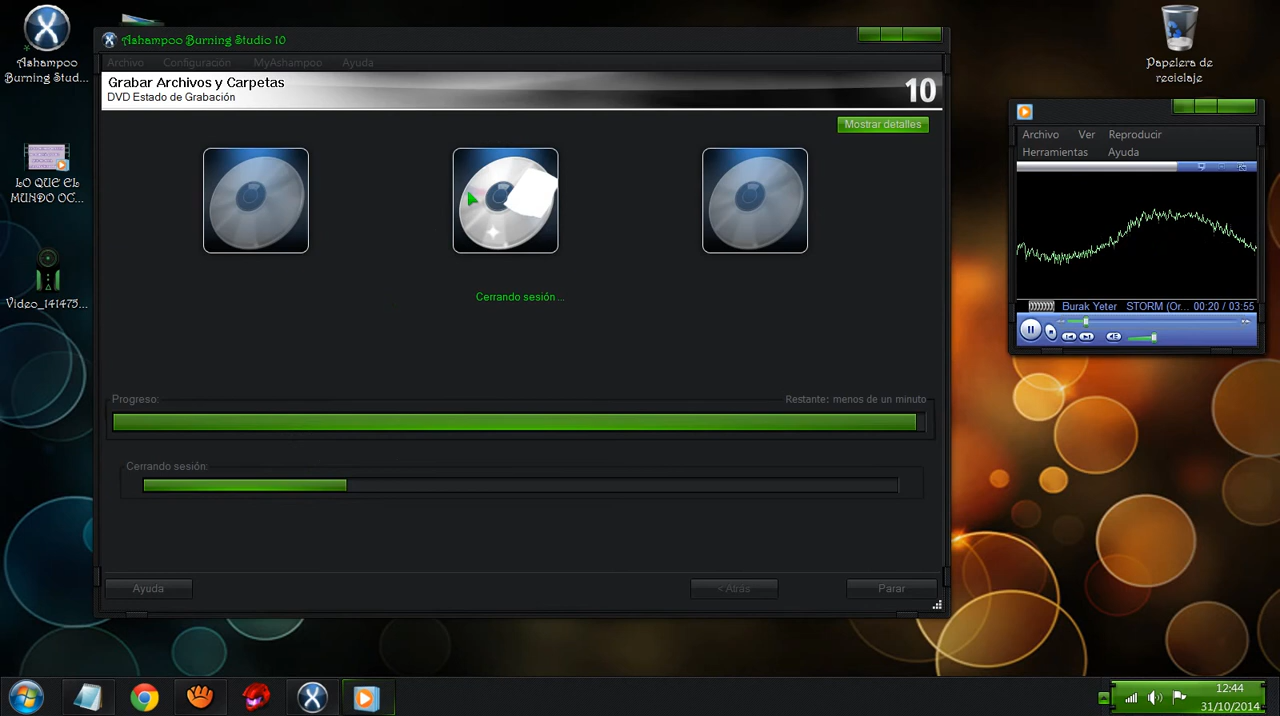 Ashampoo
Burning Stud...
LO QUE EL
MUNDO OC...
Video_141473...
Ashampoo Burning Studio 10
Archivo Configuración MyAshampoo Ayuda
Grabar Archivos y Carpetas
DVD Estado de Grabación
10
Mostrar detalles
Cerrando sesión ...
Progreso:
Restante: menos de un minuto
Cerrando sesión:
Ayuda
< Atrás
Parar
Papelera de
reciclaje
Archivo Ver Reproducir
Herramientas Ayuda
Burak Yeter STORM (Or... 00:20 / 03:55
12:44
31/10/2014